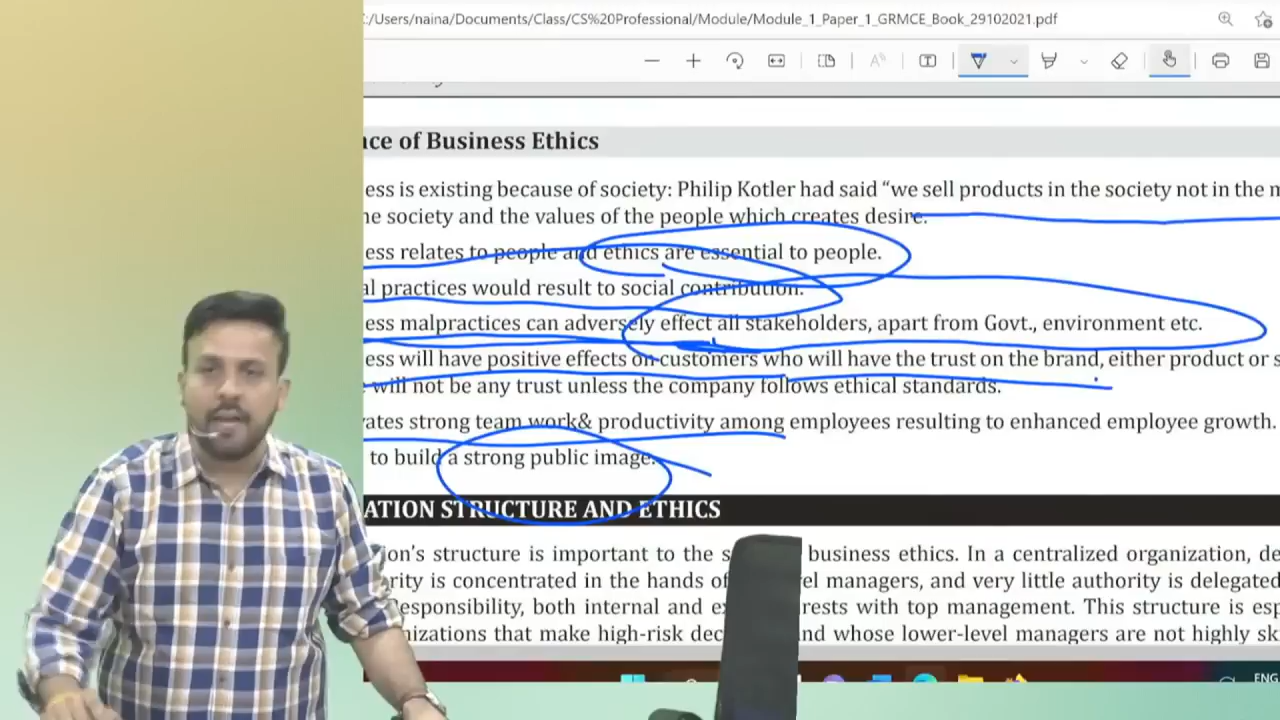 :/Users/naina/Documents/Class/CS%20Professional/Module/Module_1_Paper_1_GRMCE_Book_29102021.pdf
nce of Business Ethics
ess is existing because of society: Philip Kotler had said “we sell products in the society not in the m
he society and the values of the people which creates desire.
ess relates to people and ethics are essential to people.
al practices would result to social contribution.
ess malpractices can adversely effect all stakeholders, apart from Govt., environment etc.
ess will have positive effects on customers who will have the trust on the brand, either product or s
will not be any trust unless the company follows ethical standards.
vates strong team work& productivity among employees resulting to enhanced employee growth.
to build a strong public image.
ATION STRUCTURE AND ETHICS
ion's structure is important to the s business ethics. In a centralized organization, de
rity is concentrated in the hands of el managers, and very little authority is delegated
Responsibility, both internal and ex rests with top management. This structure is esp
nizations that make high-risk dec nd whose lower-level managers are not highly ski
ENG